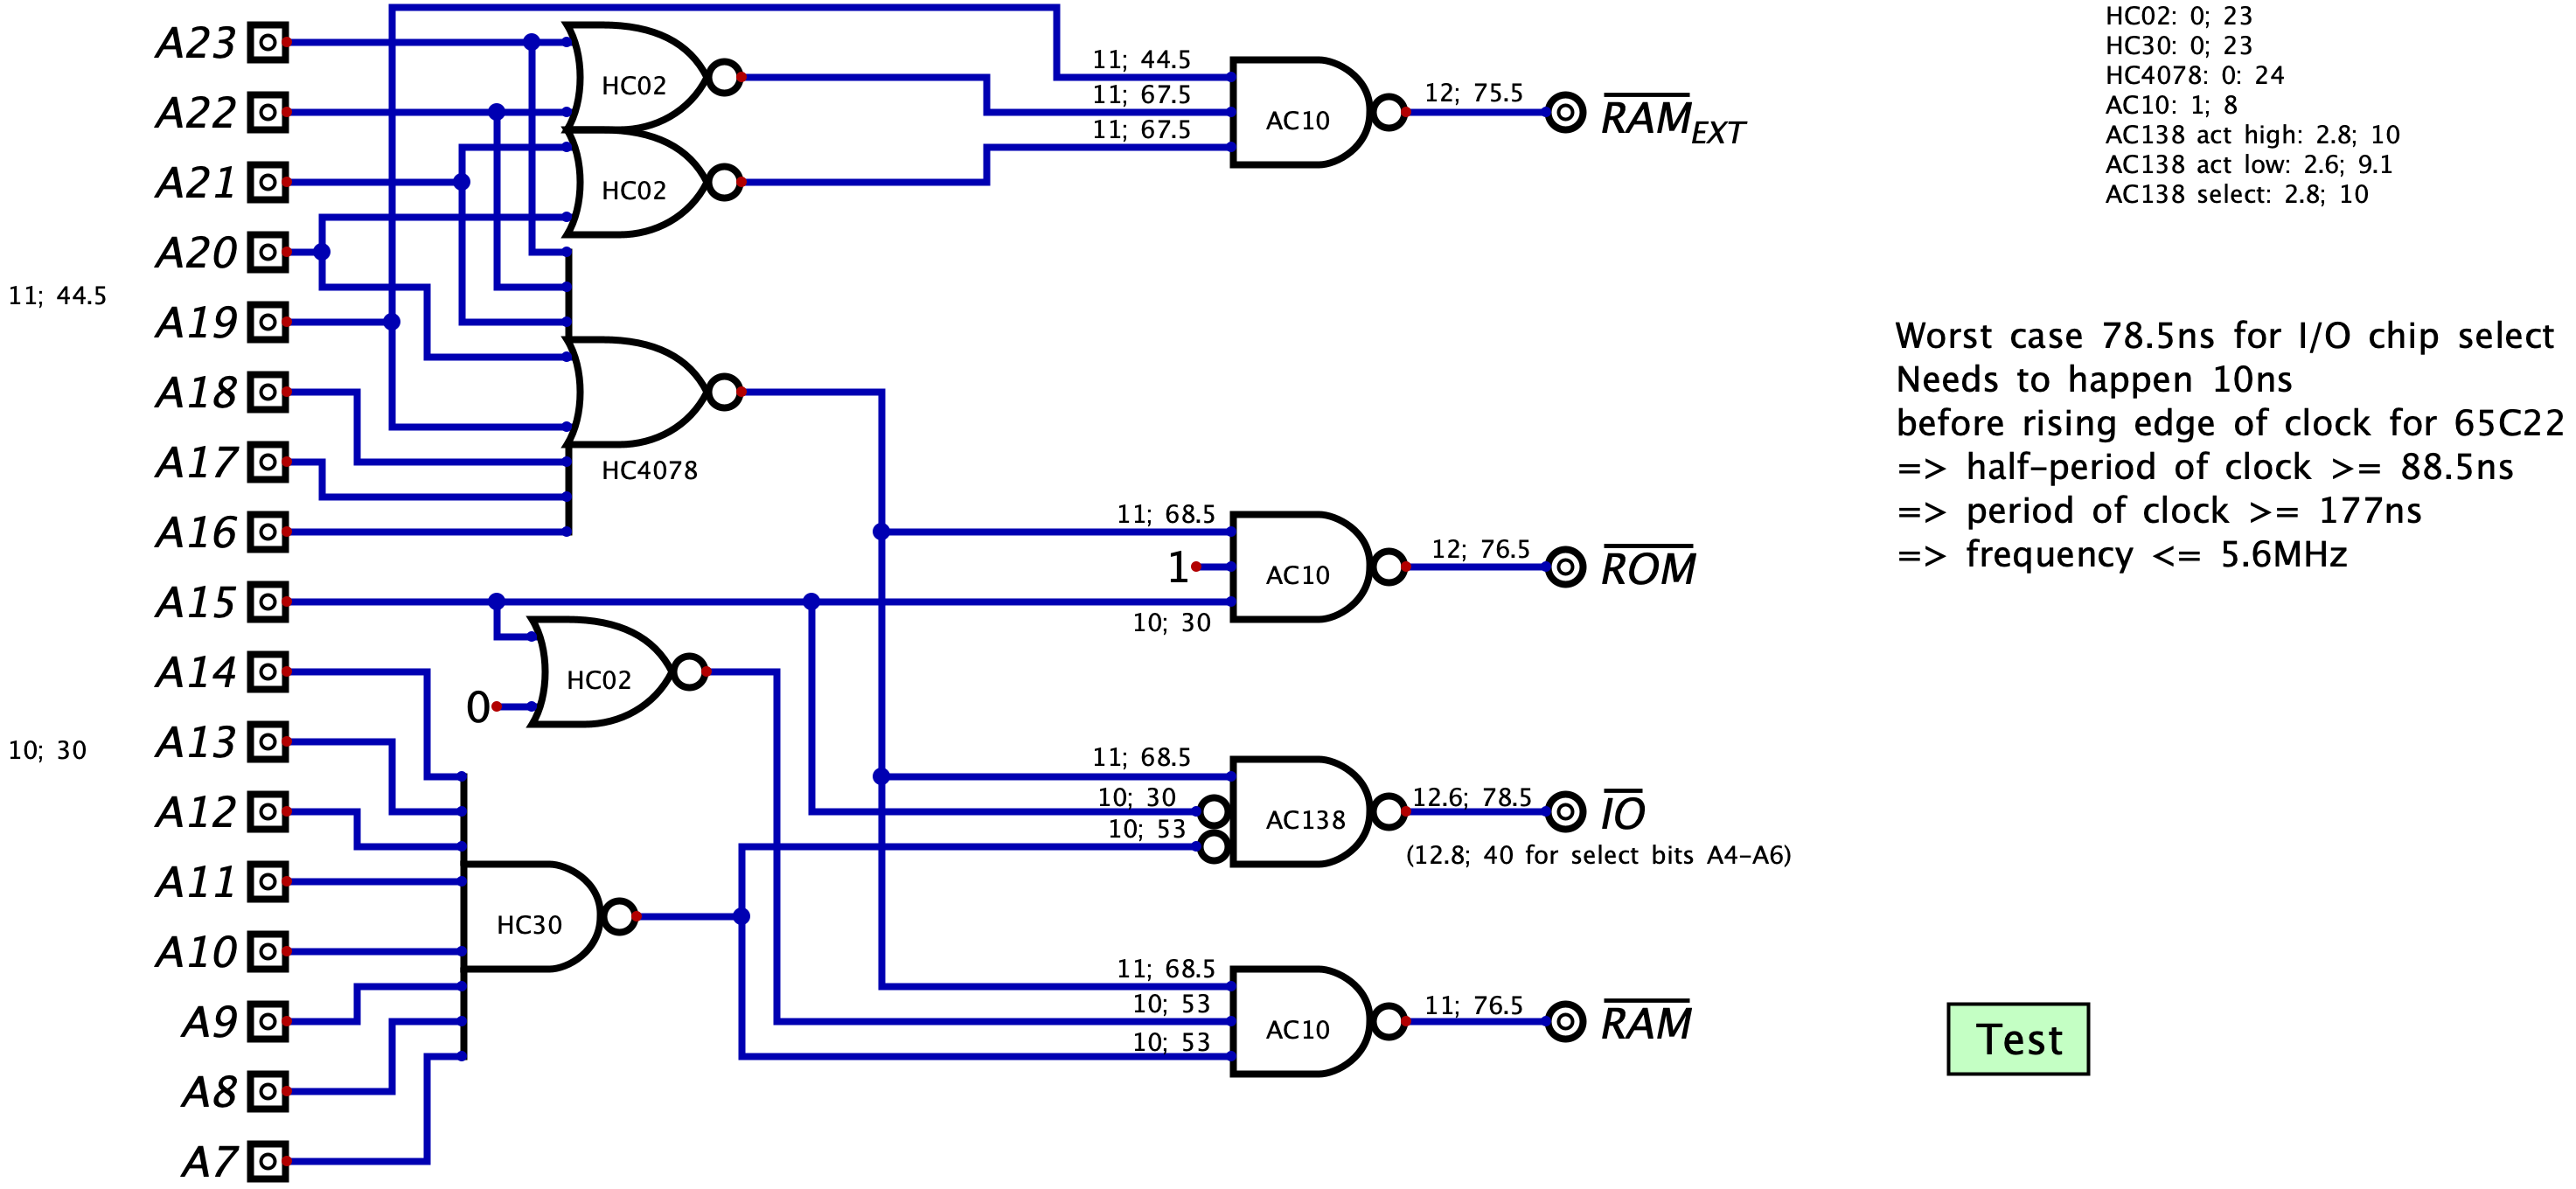 HC02: 0; 23
HC30: 0; 23
HC4078: 0: 24
AC10: 1; 8
AC138 act high: 2.8; 10
AC138 act low: 2.6; 9.1
AC138 select: 2.8; 10
A23
A22
A21
A20
11; 44.5
A19
A18
A17
A16
A15
A14
A13
10; 30
A12
A11
A10
A9
A8
A7
HC02
HC02
HC4078
HC02
0
HC30
11; 44.5
11; 67.5
11; 67.5
AC10
12; 75.5
RAM EXT
11; 68.5
1
10; 30
AC10
12; 76.5
ROM
11; 68.5
10; 30
10; 53
AC138
12.6; 78.5
IO
(12.8; 40 for select bits A4-A6)
11; 68.5
10; 53
10; 53
AC10
11; 76.5
RAM
Worst case 78.5ns for I/O chip select
Needs to happen 10ns
before rising edge of clock for 65C22
=> half-period of clock >= 88.5ns
=> period of clock >= 177ns
=> frequency <= 5.6MHz
Test